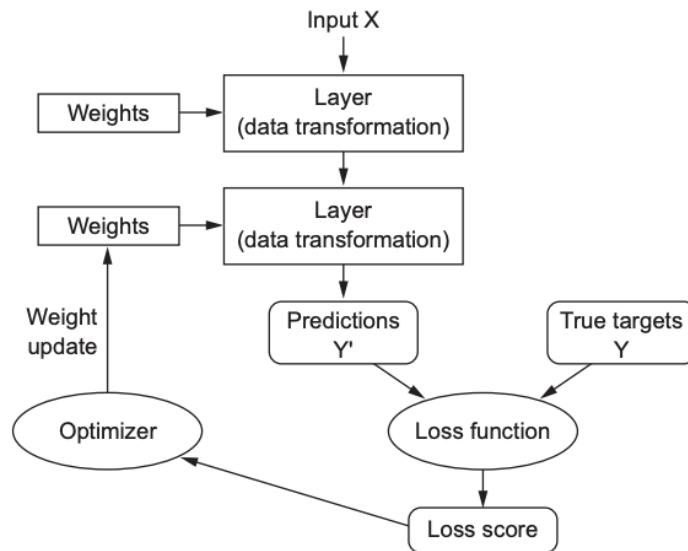 Input X
Weights
Layer
(data transformation)
Weights
Layer
(data transformation)
Weight
update
Predictions
Y'
True targets
Y
Optimizer
Loss function
Loss score